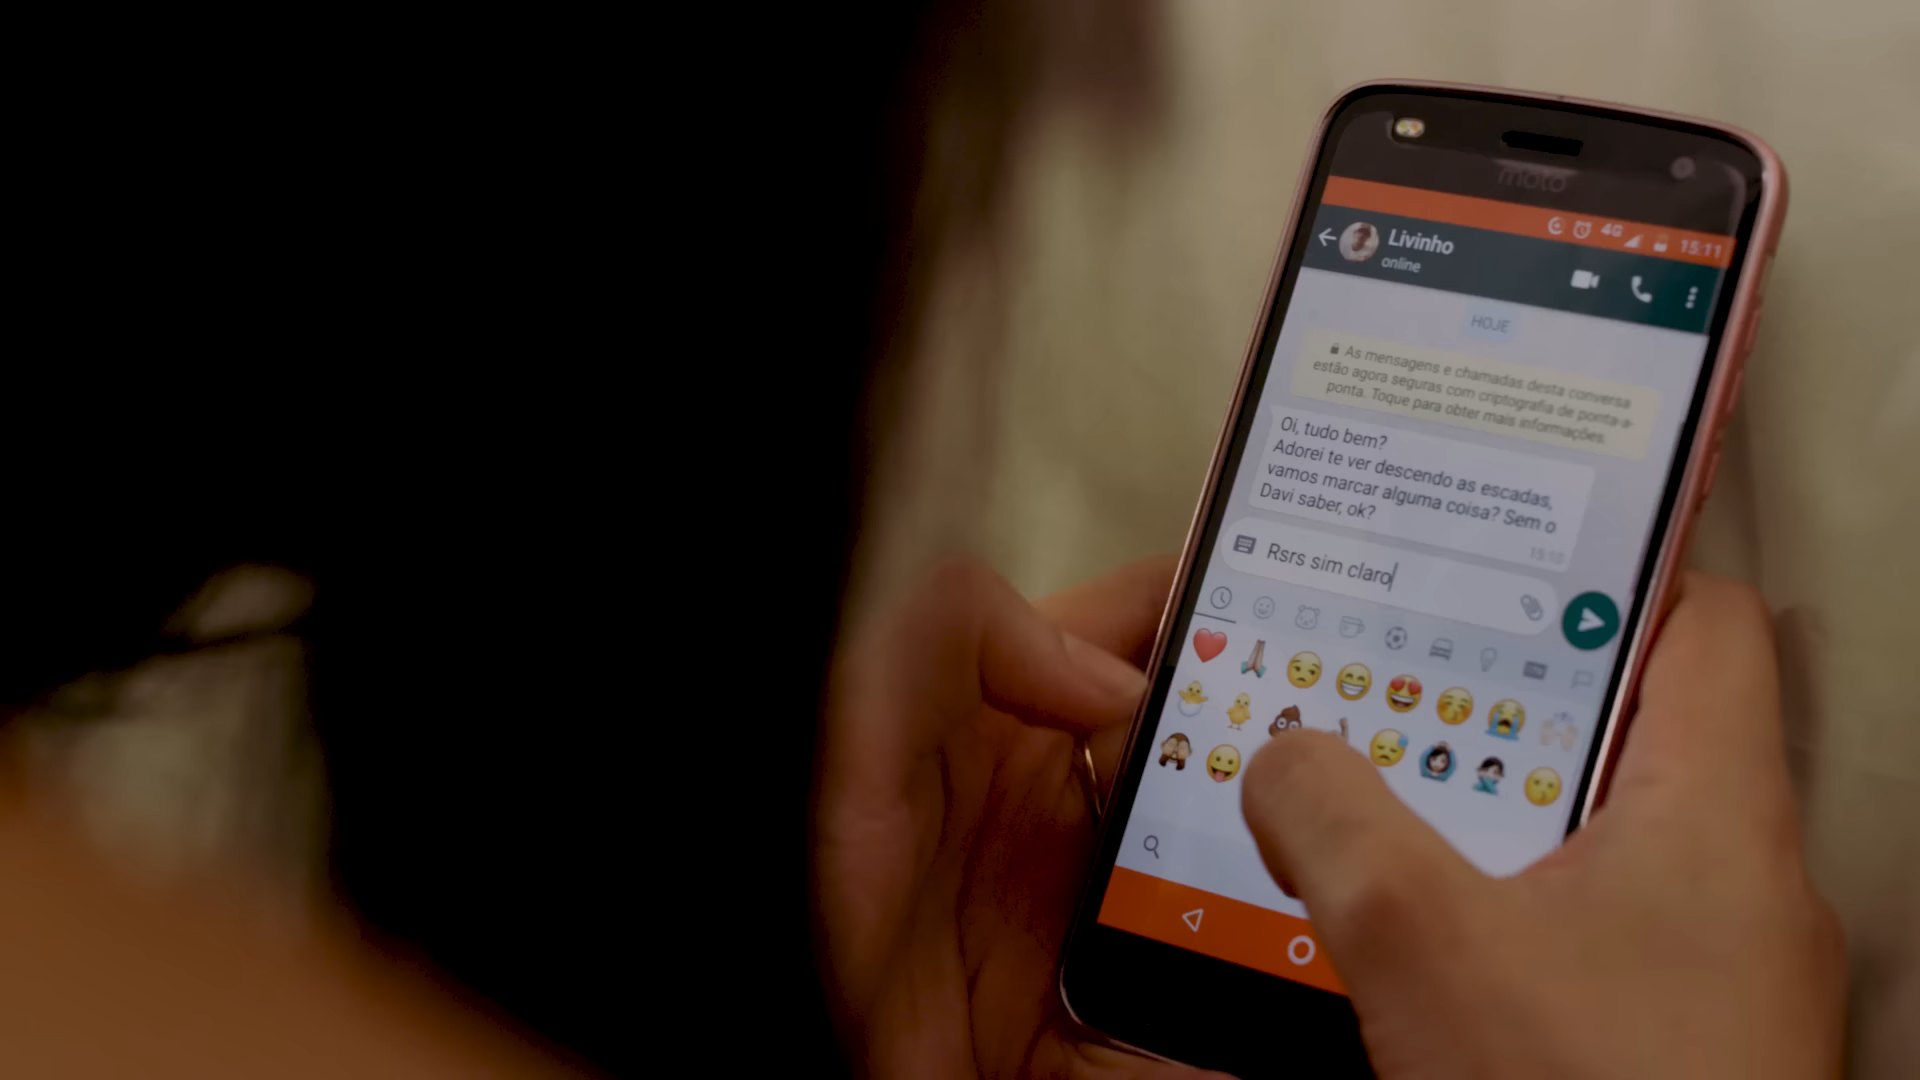 moto
4G 15:11
Livinho
online
HOJE
As mensagens e chamadas desta conversa
estão agora seguras com criptografia de ponta-a-
ponta. Toque para obter mais informações.
Oi, tudo bem?
Adorei te ver descendo as escadas,
vamos marcar alguma coisa? Sem o
Davi saber, ok?
15:10
Rsrs sim claro